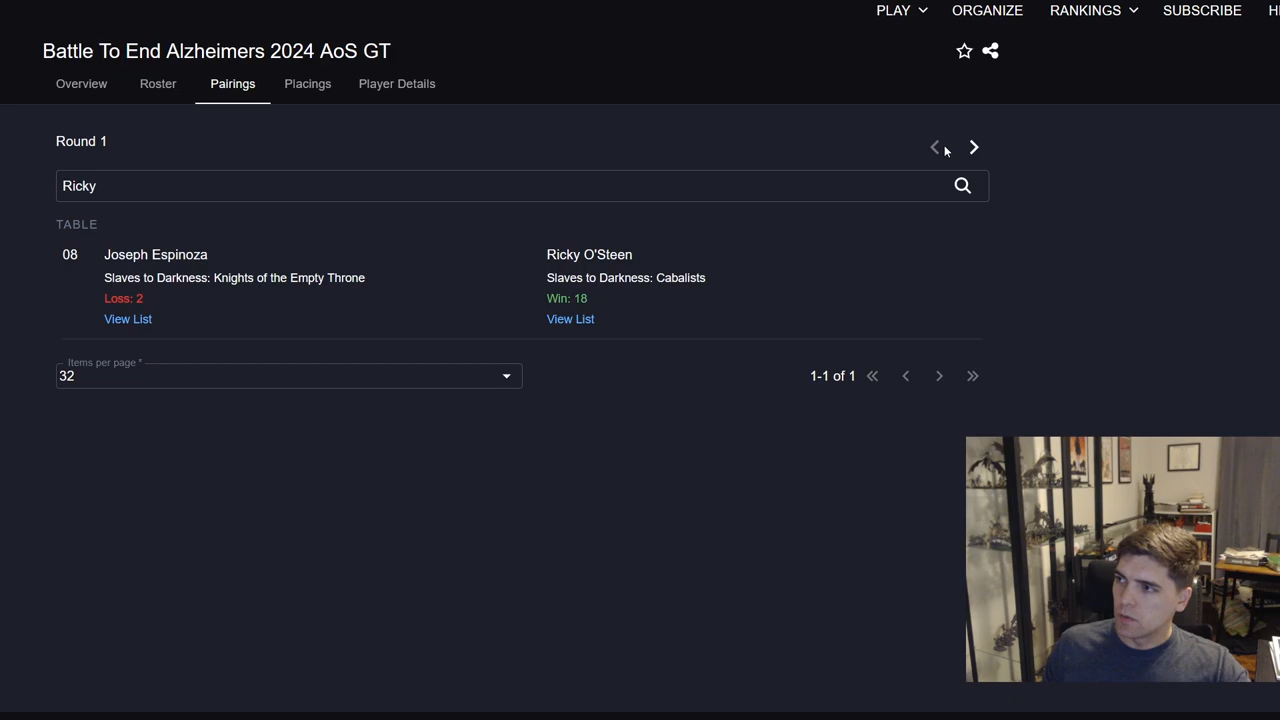 PLAY ORGANIZE RANKINGS SUBSCRIBE
Battle To End Alzheimers 2024 AoS GT
Overview Roster Pairings Placings Player Details
Round 1
Ricky
TABLE
08 Joseph Espinoza Ricky O'Steen
Slaves to Darkness: Knights of the Empty Throne Slaves to Darkness: Cabalists
Loss: 2 Win: 18
View List View List
Items per page *
32 1-1 of 1